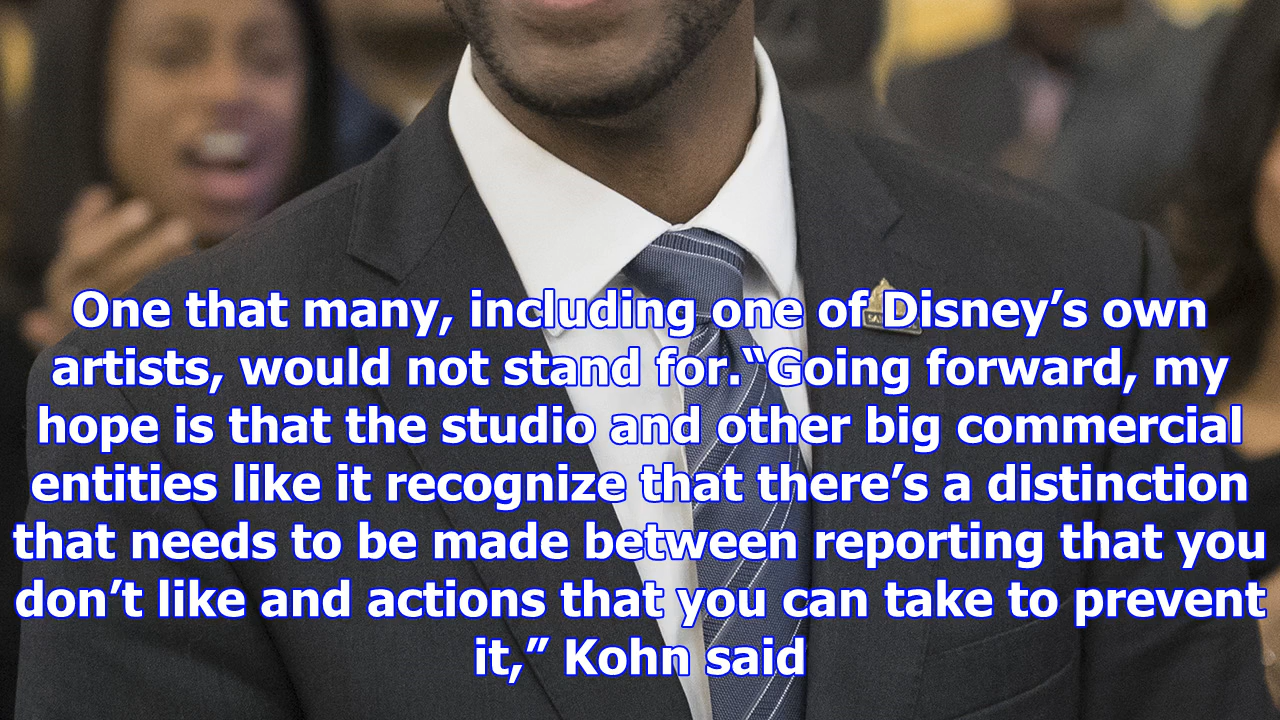 One that many, including one of Disney’s own
artists, would not stand for.“Going forward, my
hope is that the studio and other big commercial
entities like it recognize that there’s a distinction
that needs to be made between reporting that you
don’t like and actions that you can take to prevent
it,” Kohn said